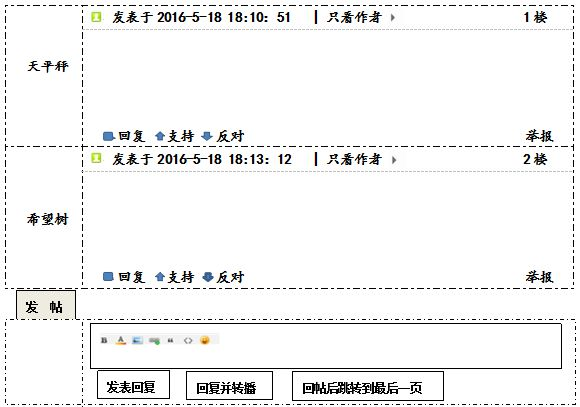 发表于 2016-5-18 18:10：51 | 只看作者 1 楼
天平秤
回复 支持 反对 举报
发表于 2016-5-18 18:13：12 | 只看作者 2 楼
希望树
回复 支持 反对 举报
发 帖
B A " <>
发表回复 回复并转播 回帖后跳转到最后一页